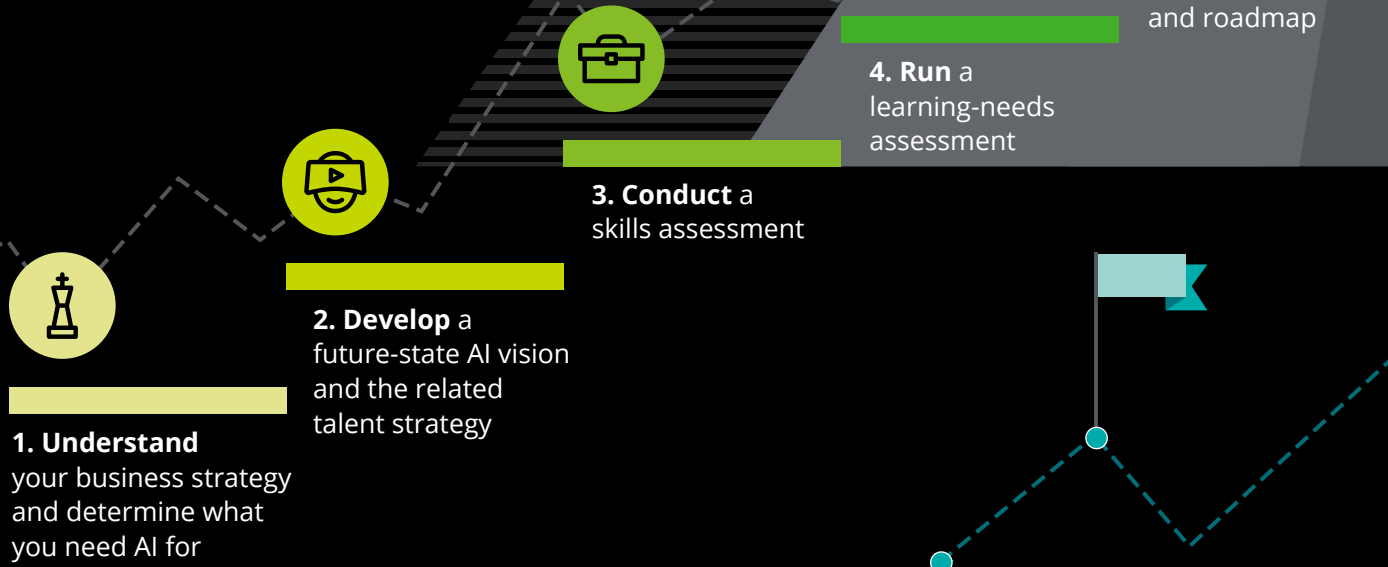 1. Understand
your business strategy
and determine what
you need AI for
2. Develop a
future-state AI vision
and the related
talent strategy
3. Conduct a
skills assessment
4. Run a
learning-needs
assessment
and roadmap